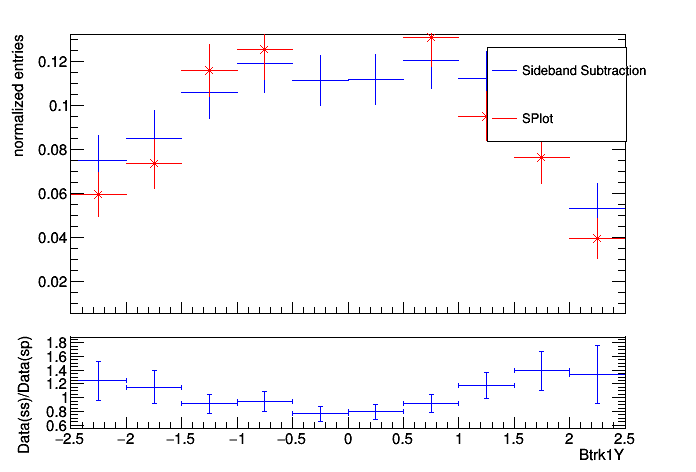 normalized entries
0.12
0.1
0.08
0.06
0.04
0.02
Sideband Subtraction
SPlot
Data(ss)/Data(sp)
1.8
1.6
1.4
1.2
1
0.8
0.6
−2.5 −2 −1.5 −1 −0.5 0 0.5 1 1.5 2 2.5
Btrk1Y